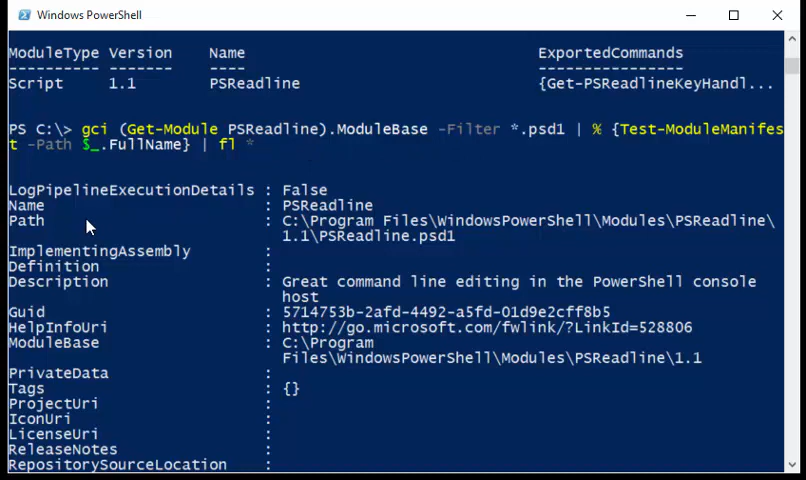 Windows PowerShell
ModuleType Version    Name                                ExportedCommands
---------- -------    ----                                ----------------
Script     1.1        PSReadline                          {Get-PSReadlineKeyHandl...
PS C:\> gci (Get-Module PSReadline).ModuleBase -Filter *.psd1 | % {Test-ModuleManifes
t -Path $_.FullName} | fl *
LogPipelineExecutionDetails : False
Name                        : PSReadline
Path                        : C:\Program Files\WindowsPowerShell\Modules\PSReadline\
                              1.1\PSReadline.psd1
ImplementingAssembly        :
Definition                  :
Description                 : Great command line editing in the PowerShell console
                              host
Guid                        : 5714753b-2afd-4492-a5fd-01d9e2cff8b5
HelpInfoUri                 : http://go.microsoft.com/fwlink/?LinkId=528806
ModuleBase                  : C:\Program
                              Files\WindowsPowerShell\Modules\PSReadline\1.1
PrivateData                 :
Tags                        : {}
ProjectUri                  :
IconUri                     :
LicenseUri                  :
ReleaseNotes                :
RepositorySourceLocation    :